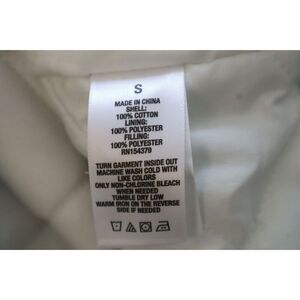 S
MADE IN CHINA
SHELL:
100% COTTON
LINING:
100% POLYESTER
FILLING:
100% POLYESTER
RN154379
TURN GARMENT INSIDE OUT
MACHINE WASH COLD WITH
LIKE COLORS
ONLY NON-CHLORINE BLEACH
WHEN NEEDED
TUMBLE DRY LOW
WARM IRON ON THE REVERSE
SIDE IF NEEDED